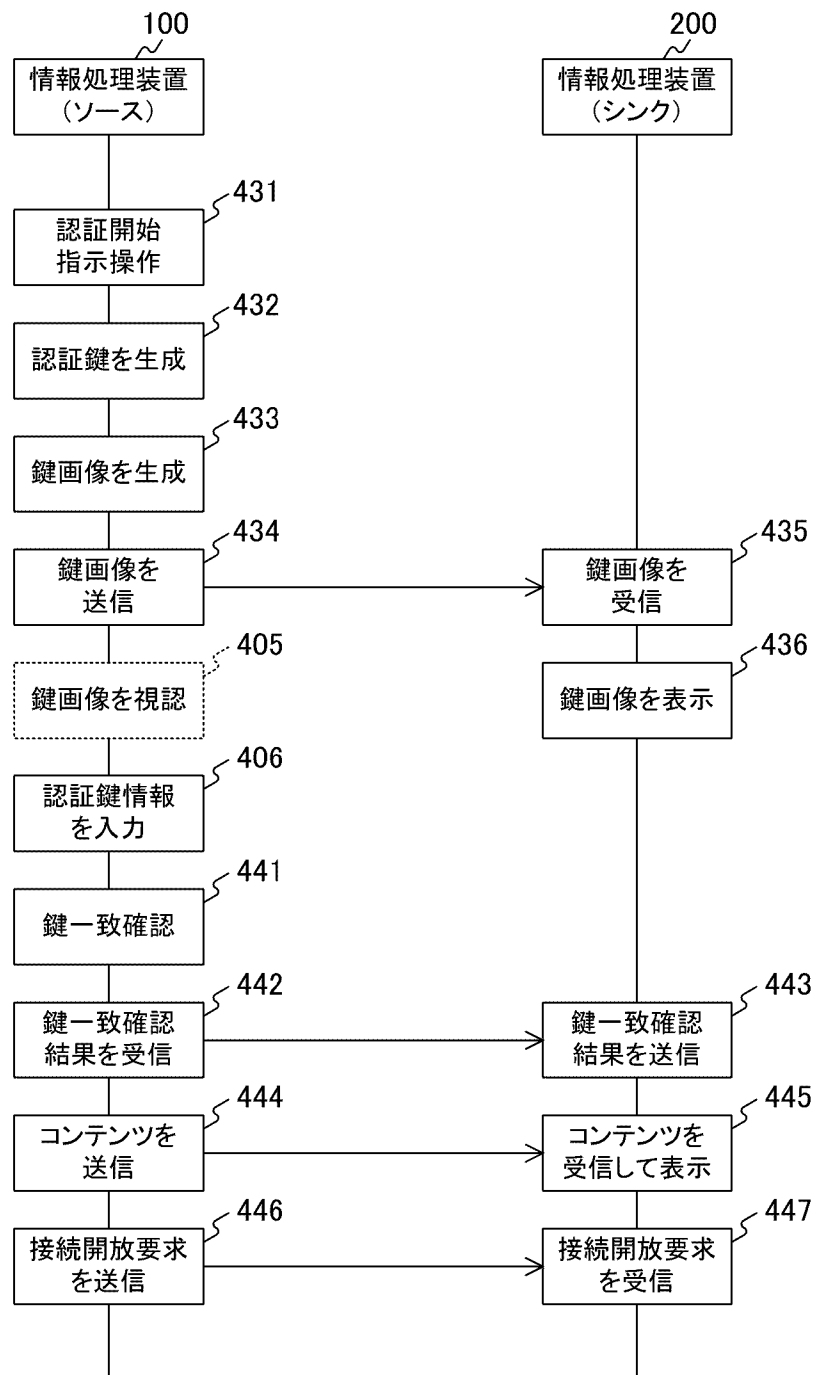 100
情報処理装置
(ソース)
200
情報処理装置
(シンク)
431
認証開始
指示操作
432
認証鍵を生成
433
鍵画像を生成
434
鍵画像を
送信
435
鍵画像を
受信
405
鍵画像を視認
436
鍵画像を表示
406
認証鍵情報
を入力
441
鍵一致確認
442
鍵一致確認
結果を受信
443
鍵一致確認
結果を送信
444
コンテンツを
送信
445
コンテンツを
受信して表示
446
接続開放要求
を送信
447
接続開放要求
を受信